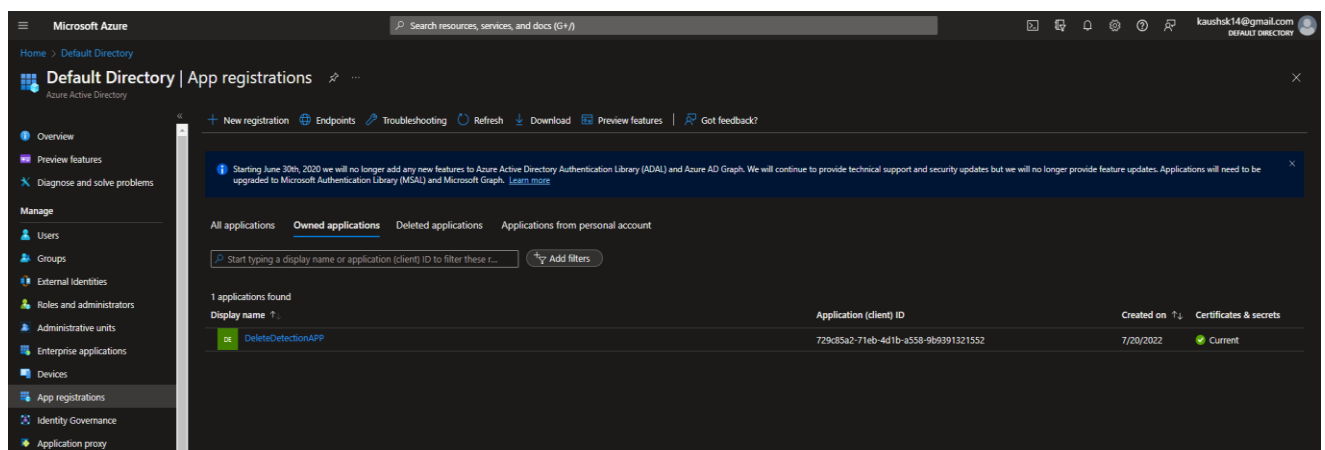 Microsoft Azure
Search resources, services, and docs (G+/)
kaushsk14@gmail.com
DEFAULT DIRECTORY
Home > Default Directory
Default Directory | App registrations
Azure Active Directory
New registration Endpoints Troubleshooting Refresh Download Preview features Got feedback?
Overview
Preview features
Diagnose and solve problems
Manage
Users
Groups
External Identities
Roles and administrators
Administrative units
Enterprise applications
Devices
App registrations
Identity Governance
Application proxy
Starting June 30th, 2020 we will no longer add any new features to Azure Active Directory Authentication Library (ADAL) and Azure AD Graph. We will continue to provide technical support and security updates but we will no longer provide feature updates. Applications will need to be
upgraded to Microsoft Authentication Library (MSAL) and Microsoft Graph. Learn more
All applications Owned applications Deleted applications Applications from personal account
Start typing a display name or application (client) ID to filter these r... Add filters
1 applications found
Display name Application (client) ID Created on Certificates & secrets
DE DeleteDetectionAPP 729c85a2-71eb-4d1b-a558-9b9391321552 7/20/2022 Current